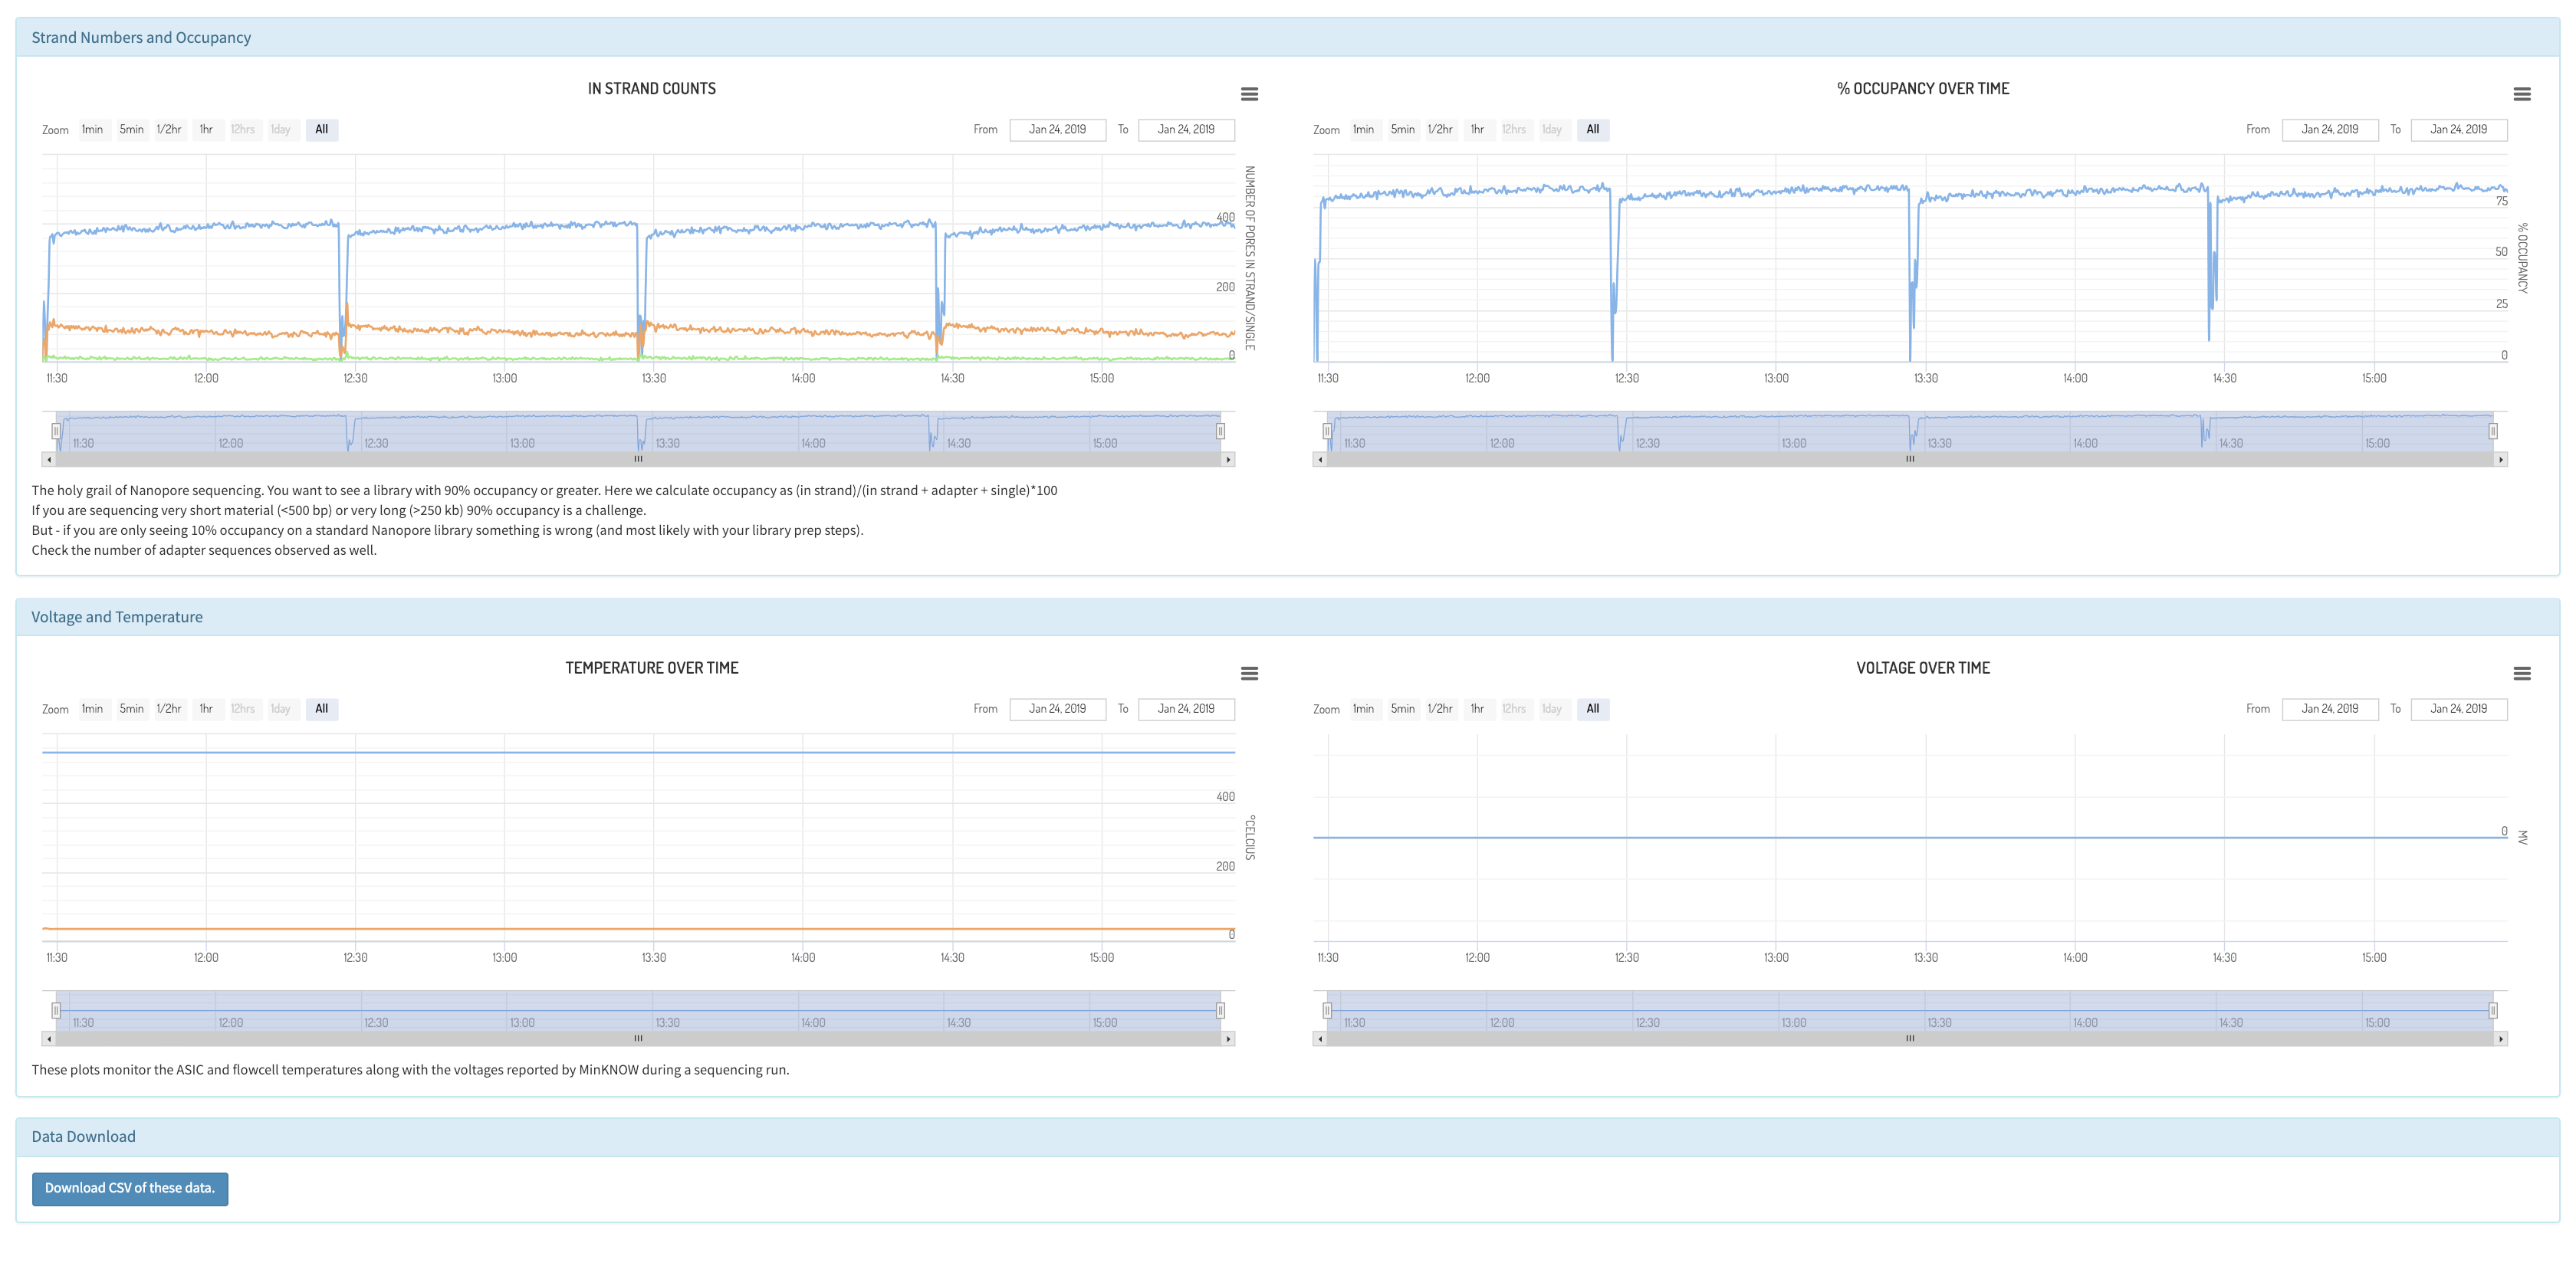 Strand Numbers and Occupancy
IN STRAND COUNTS
Zoom 1min 5min 1/2hr 1hr 12hrs 1day All
From Jan 24, 2019 To Jan 24, 2019
NUMBER OF PORES IN STRAND/SINGLE
400
200
0
11:30 12:00 12:30 13:00 13:30 14:00 14:30 15:00
11:30 12:00 12:30 13:00 13:30 14:00 14:30 15:00
% OCCUPANCY OVER TIME
Zoom 1min 5min 1/2hr 1hr 12hrs 1day All
From Jan 24, 2019 To Jan 24, 2019
% OCCUPANCY
75
50
25
0
11:30 12:00 12:30 13:00 13:30 14:00 14:30 15:00
11:30 12:00 12:30 13:00 13:30 14:00 14:30 15:00
The holy grail of Nanopore sequencing. You want to see a library with 90% occupancy or greater. Here we calculate occupancy as (in strand)/(in strand + adapter + single)*100
If you are sequencing very short material (<500 bp) or very long (>250 kb) 90% occupancy is a challenge.
But - if you are only seeing 10% occupancy on a standard Nanopore library something is wrong (and most likely with your library prep steps).
Check the number of adapter sequences observed as well.
Voltage and Temperature
TEMPERATURE OVER TIME
Zoom 1min 5min 1/2hr 1hr 12hrs 1day All
From Jan 24, 2019 To Jan 24, 2019
°CELCIUS
400
200
0
11:30 12:00 12:30 13:00 13:30 14:00 14:30 15:00
11:30 12:00 12:30 13:00 13:30 14:00 14:30 15:00
VOLTAGE OVER TIME
Zoom 1min 5min 1/2hr 1hr 12hrs 1day All
From Jan 24, 2019 To Jan 24, 2019
MV
0
11:30 12:00 12:30 13:00 13:30 14:00 14:30 15:00
11:30 12:00 12:30 13:00 13:30 14:00 14:30 15:00
These plots monitor the ASIC and flowcell temperatures along with the voltages reported by MinKNOW during a sequencing run.
Data Download
Download CSV of these data.